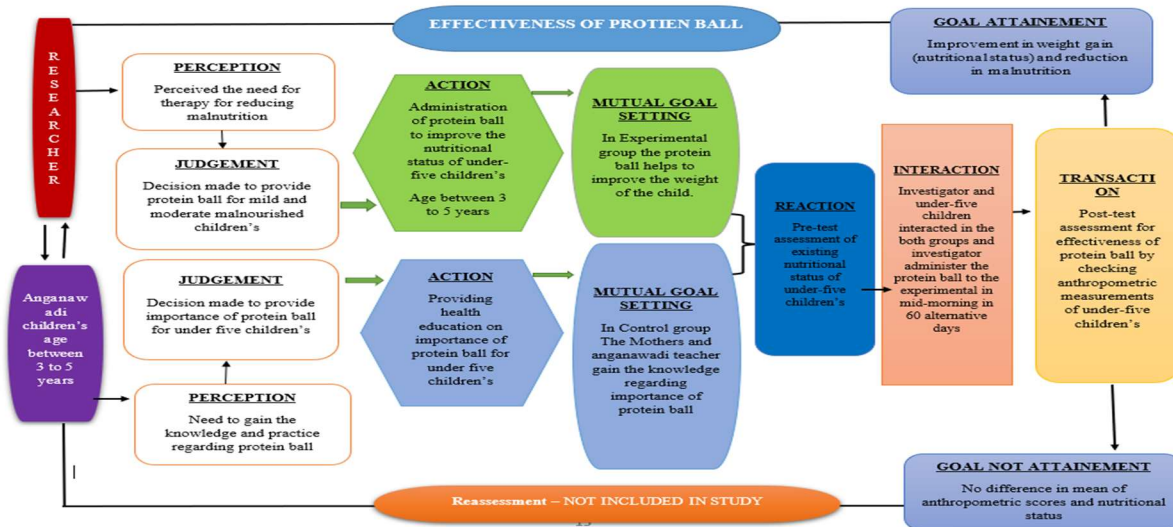 EFFECTIVENESS OF PROTIEN BALL
RESEARCHER
PERCEPTION
Perceived the need for
therapy for reducing
malnutrition
JUDGEMENT
Decision made to provide
protein ball for mild and
moderate malnourished
children's
ACTION
Administration
of protein ball
to improve the
nutritional
status of under-
five children's
Age between 3
to 5 years
MUTUAL GOAL
SETTING
In Experimental
group the protein
ball helps to
improve the weight
of the child.
Anganaw
adi
children's
age
between
3 to 5
years
JUDGEMENT
Decision made to provide
importance of protein ball
for under five children's
PERCEPTION
Need to gain the
knowledge and practice
regarding protein ball
ACTION
Providing
health
education on
importance of
protein ball for
under five
children's
MUTUAL GOAL
SETTING
In Control group
The Mothers and
anganawadi teacher
gain the knowledge
regarding
importance of
protein ball
REACTION
Pre-test
assessment of
existing
nutritional
status of
under-five
children's
INTERACTION
Investigator and
under-five
children
interacted in the
both groups and
investigator
administer the
protein ball to the
experimental in
mid-morning in
60 alternative
days
TRANSACTI
ON
Post-test
assessment for
effectiveness of
protein ball by
checking
anthropometric
measurements
of under-five
children's
GOAL ATTAINEMENT
Improvement in weight gain
(nutritional status) and reduction
in malnutrition
GOAL NOT ATTAINEMENT
No difference in mean of
anthropometric scores and nutritional
status
Reassessment – NOT INCLUDED IN STUDY